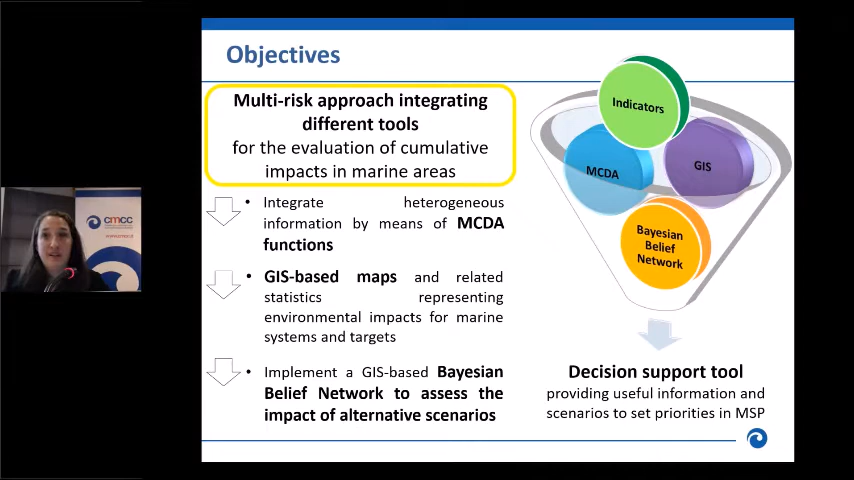 Objectives
Multi-risk approach integrating
different tools
for the evaluation of cumulative
impacts in marine areas
• Integrate heterogeneous
information by means of MCDA
functions
• GIS-based maps and related
statistics representing
environmental impacts for marine
systems and targets
• Implement a GIS-based Bayesian
Belief Network to assess the
impact of alternative scenarios
Indicators
MCDA
GIS
Bayesian
Belief
Network
Decision support tool
providing useful information and
scenarios to set priorities in MSP
cmcc